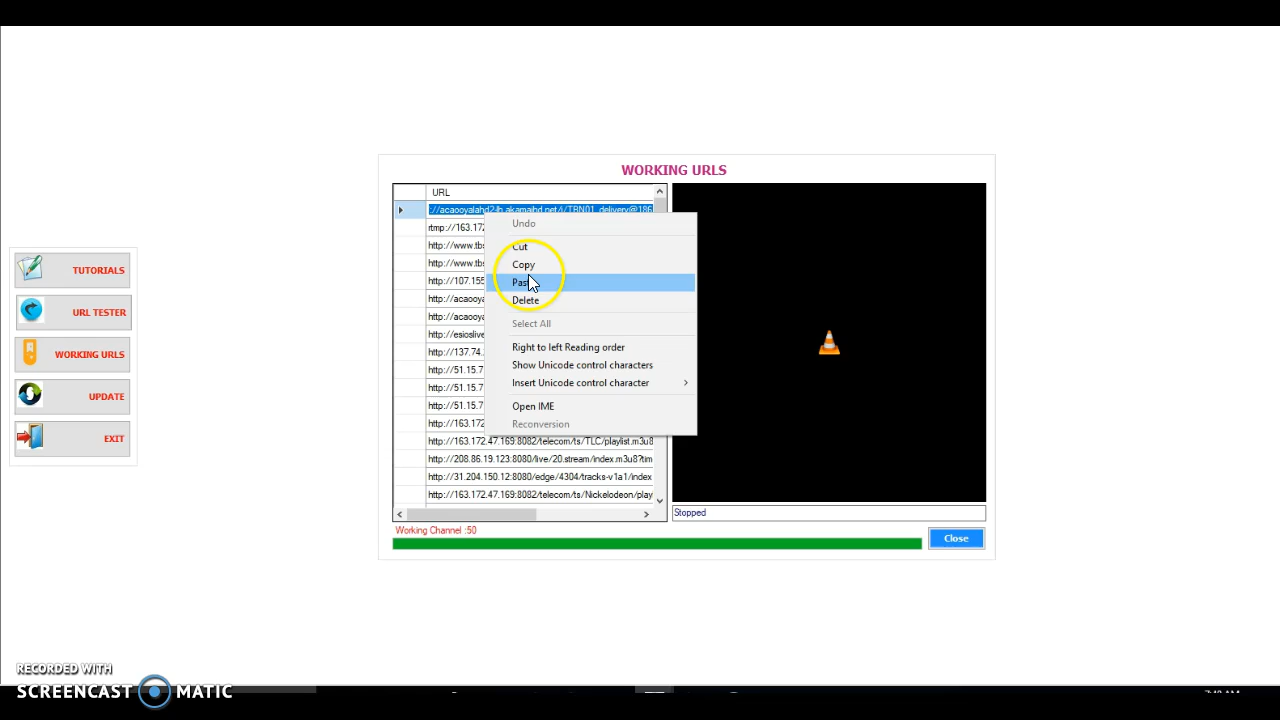 WORKING URLS
URL
://acaooyalahd2-lh.akamaihd.net/i/TBN01_delivery@186
rtmp://163.172
http://www.tbs
http://www.tbs
http://107.155
http://acaooya
http://acaooya
http://esioslive
http://137.74.
http://51.15.7
http://51.15.7
http://51.15.7
http://163.172
http://163.172.47.169:8082/telecom/ts/TLC/playlist.m3u8
http://208.86.19.123:8080/live/20.stream/index.m3u8?tim
http://31.204.150.12:8080/edge/4304/tracks-v1a1/index
http://163.172.47.169:8082/telecom/ts/Nickelodeon/play
Undo
Cut
Copy
Delete
Select All
Right to left Reading order
Show Unicode control characters
Insert Unicode control character
Open IME
Reconversion
Stopped
Working Channel :50
Close
TUTORIALS
URL TESTER
WORKING URLS
UPDATE
EXIT
RECORDED WITH
SCREENCAST MATIC